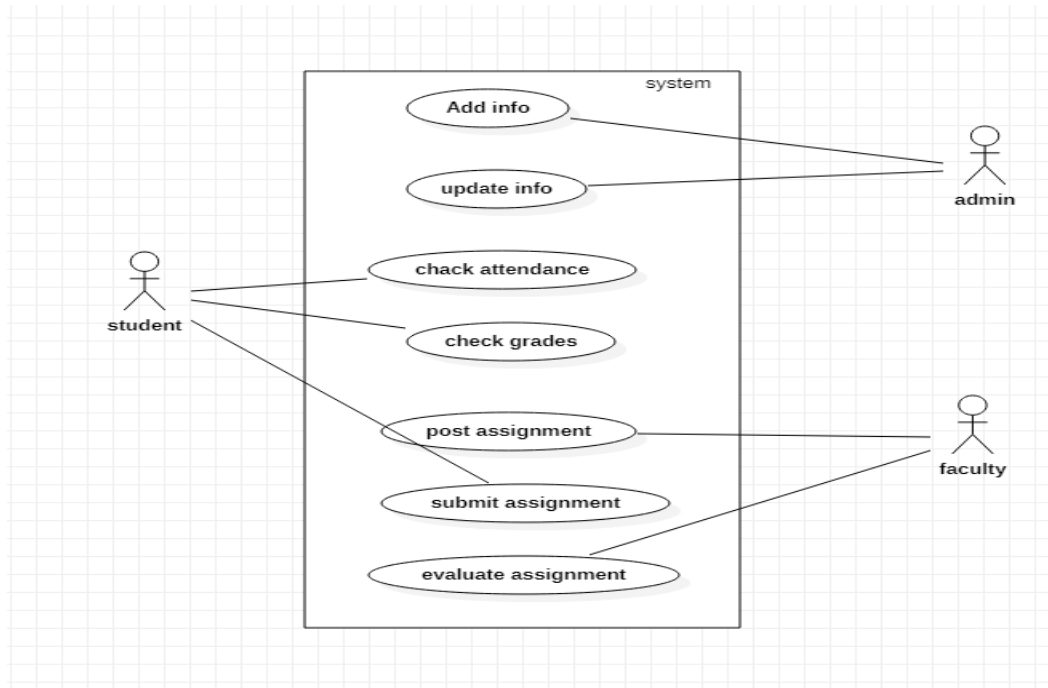 system
Add info
update info
admin
chack attendance
student
check grades
post assignment
faculty
submit assignment
evaluate assignment